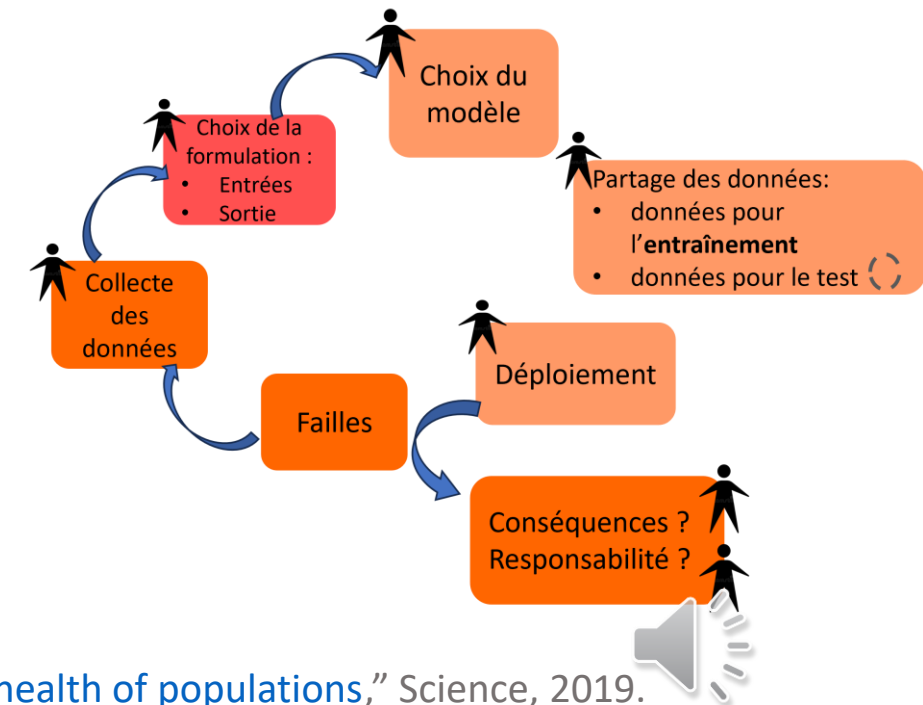 Choix du
modèle
Choix de la
formulation :
• Entrées
• Sortie
Partage des données:
• données pour
l'entraînement
• données pour le test
Collecte
des
données
Déploiement
Failles
Conséquences ?
Responsabilité ?
health of populations,” Science, 2019.